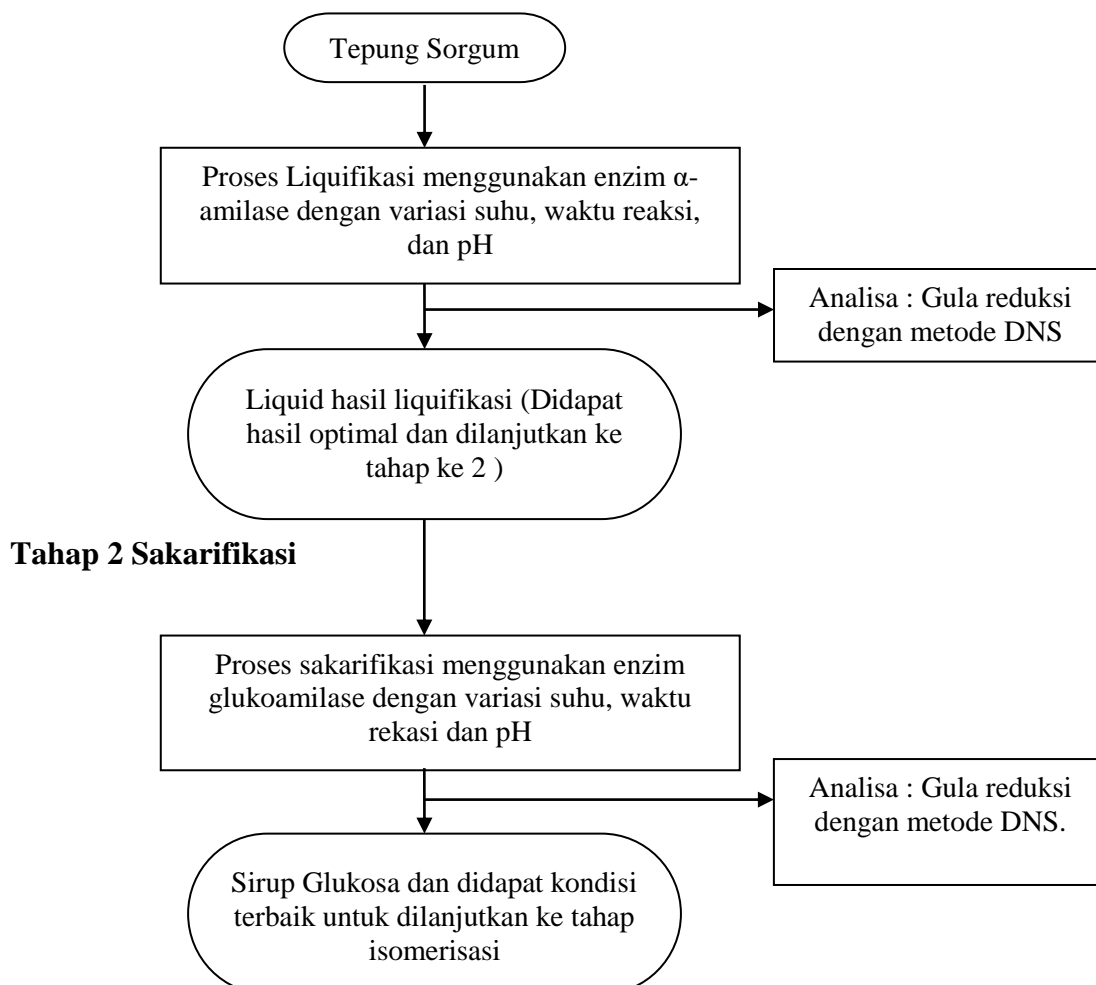 Tepung Sorgum
Proses Liquifikasi menggunakan enzim α-
amilase dengan variasi suhu, waktu reaksi,
dan pH
Analisa : Gula reduksi
dengan metode DNS
Liquid hasil liquifikasi (Didapat
hasil optimal dan dilanjutkan ke
tahap ke 2 )
Tahap 2 Sakarifikasi
Proses sakarifikasi menggunakan enzim
glukoamilase dengan variasi suhu, waktu
rekasi dan pH
Analisa : Gula reduksi
dengan metode DNS.
Sirup Glukosa dan didapat kondisi
terbaik untuk dilanjutkan ke tahap
isomerisasi